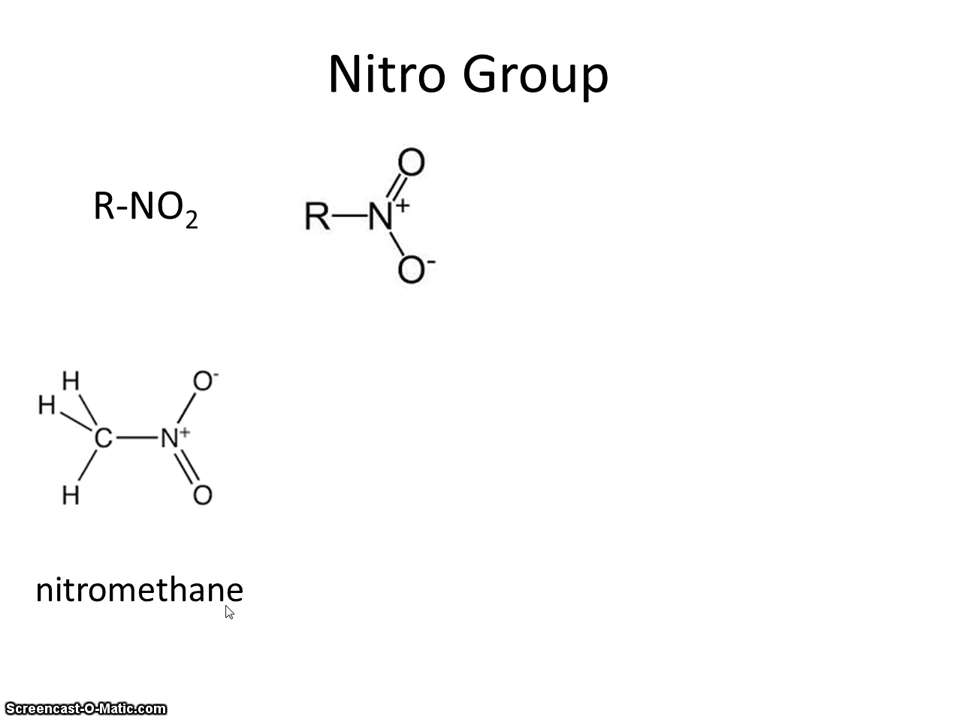 Nitro Group
R-NO₂
O
R—N⁺
O⁻
H
O⁻
H
C—N⁺
H
O
nitromethane
Screencast-O-Matic.com